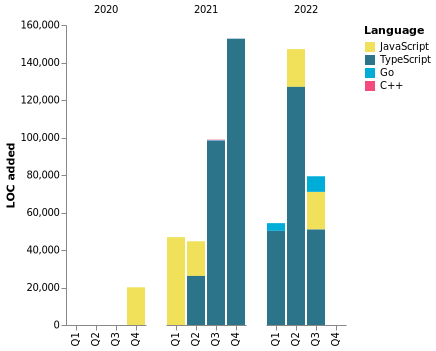 2020 2021 2022
160,000
140,000
120,000
100,000
80,000
60,000
40,000
20,000
0
LOC added
Q1 Q2 Q3 Q4 Q1 Q2 Q3 Q4 Q1 Q2 Q3 Q4
Language
JavaScript
TypeScript
Go
C++